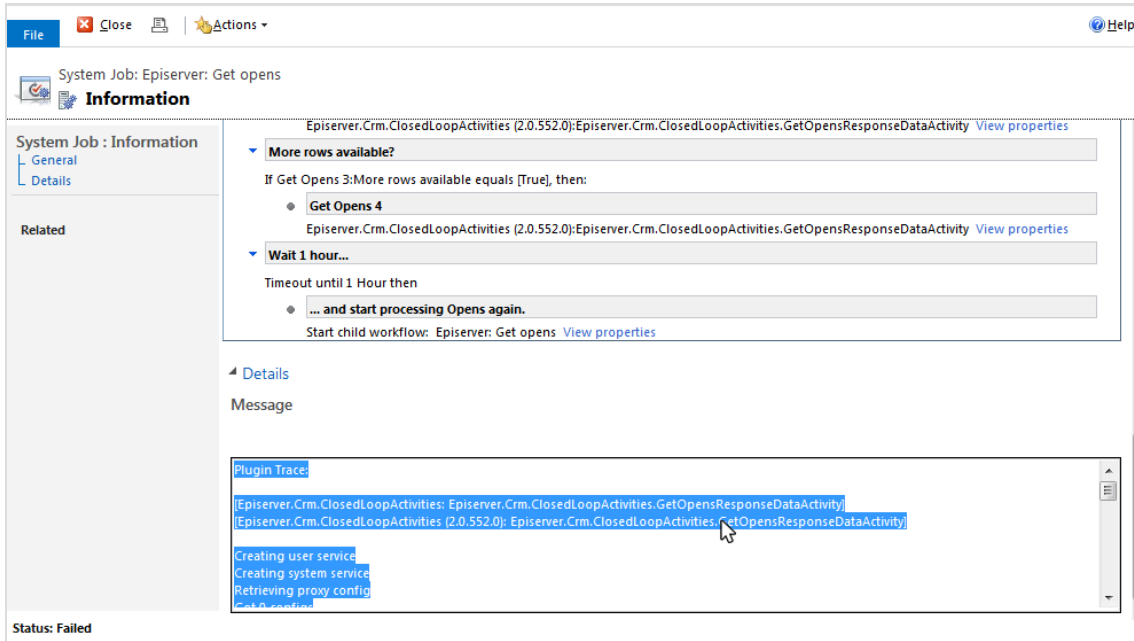 File
Close
Actions
Help
System Job: Episerver: Get opens
Information
System Job : Information
General
Details
Related
Episerver.Crm.ClosedLoopActivities (2.0.552.0):Episerver.Crm.ClosedLoopActivities.GetOpensResponseDataActivity View properties
More rows available?
If Get Opens 3:More rows available equals [True], then:
Get Opens 4
Episerver.Crm.ClosedLoopActivities (2.0.552.0):Episerver.Crm.ClosedLoopActivities.GetOpensResponseDataActivity View properties
Wait 1 hour...
Timeout until 1 Hour then
... and start processing Opens again.
Start child workflow: Episerver: Get opens View properties
Details
Message
Plugin Trace:
[Episerver.Crm.ClosedLoopActivities: Episerver.Crm.ClosedLoopActivities.GetOpensResponseDataActivity]
[Episerver.Crm.ClosedLoopActivities (2.0.552.0): Episerver.Crm.ClosedLoopActivities.GetOpensResponseDataActivity]
Creating user service
Creating system service
Retrieving proxy config
Got 0 configs
Status: Failed